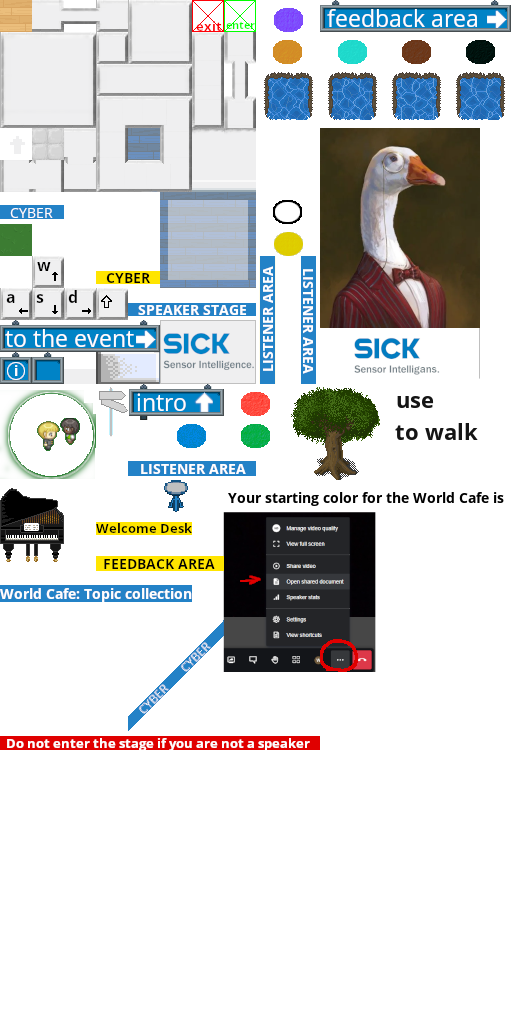 exit
enter
feedback area
CYBER
w
CYBER
a
s
d
SPEAKER STAGE
LISTENER AREA
LISTENER AREA
to the event
SICK
Sensor Intelligence.
SICK
Sensor Intelligans.
i
intro
use
to walk
LISTENER AREA
Your starting color for the World Cafe is
Welcome Desk
FEEDBACK AREA
World Cafe: Topic collection
Manage video quality
View full screen
Share video
Open shared document
Speaker stats
Settings
View shortcuts
CYBER
CYBER
Do not enter the stage if you are not a speaker